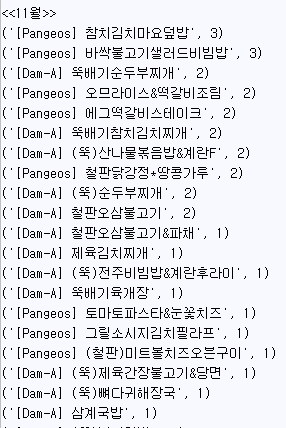 <<11월>>
('[Pangeos] 참치김치마요덮밥', 3)
('[Pangeos] 바싹불고기샐러드비빔밥', 3)
('[Dam-A] 뚝배기순두부찌개', 2)
('[Pangeos] 오므라이스&떡갈비조림', 2)
('[Pangeos] 에그떡갈비스테이크', 2)
('[Dam-A] 뚝배기참치김치찌개', 2)
('[Dam-A] (뚝)산나물볶음밥&계란F', 2)
('[Pangeos] 철판닭강정*땅콩가루', 2)
('[Dam-A] (뚝)순두부찌개', 2)
('[Dam-A] 철판오삼불고기', 2)
('[Dam-A] 철판오삼불고기&파채', 1)
('[Dam-A] 제육김치찌개', 1)
('[Dam-A] (뚝)전주비빔밥&계란후라이', 1)
('[Dam-A] 뚝배기육개장', 1)
('[Pangeos] 토마토파스타&눈꽃치즈', 1)
('[Pangeos] 그릴소시지김치필라프', 1)
('[Pangeos] (철판)미트볼치즈오븐구이', 1)
('[Dam-A] (뚝)제육간장불고기&당면', 1)
('[Dam-A] (뚝)뼈다귀해장국', 1)
('[Dam-A] 삼계국밥', 1)